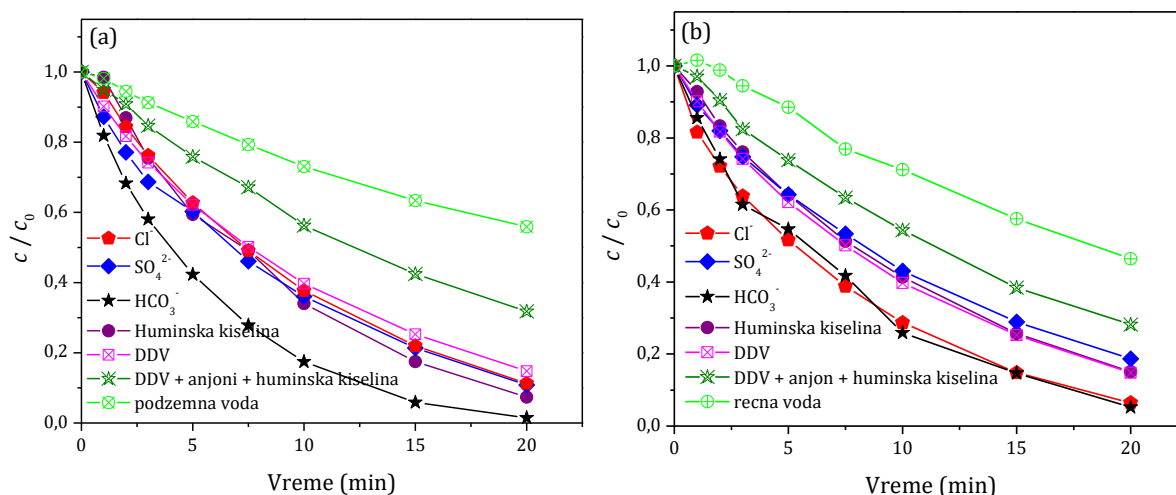 (a)
1,0
0,8
0,6
0,4
0,2
0,0
c / c₀
Cl⁻
SO₄²⁻
HCO₃⁻
Huminska kiselina
DDV
DDV + anjoni + huminska kiselina
podzemna voda
0 5 10 15 20
Vreme (min)
(b)
1,0
0,8
0,6
0,4
0,2
0,0
c / c₀
Cl⁻
SO₄²⁻
HCO₃⁻
Huminska kiselina
DDV
DDV + anjon + huminska kiselina
recna voda
0 5 10 15 20
Vreme (min)